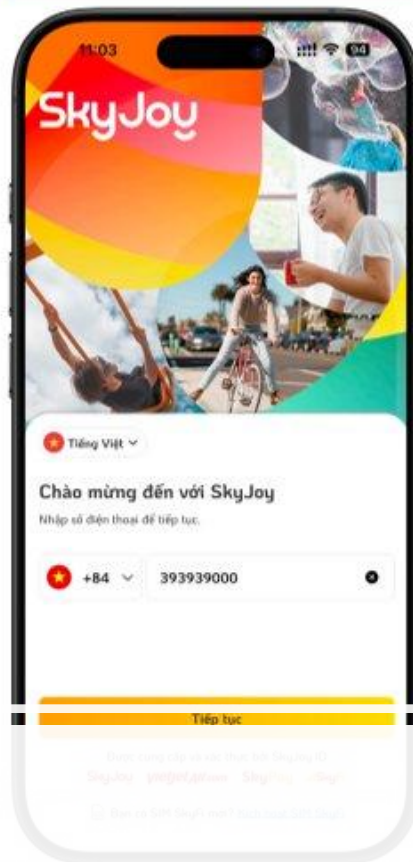 11:03
94
SkyJoy
Tiếng Việt
Chào mừng đến với SkyJoy
Nhập số điện thoại để tiếp tục.
+84
393939000
Tiếp tục
SkyJoy